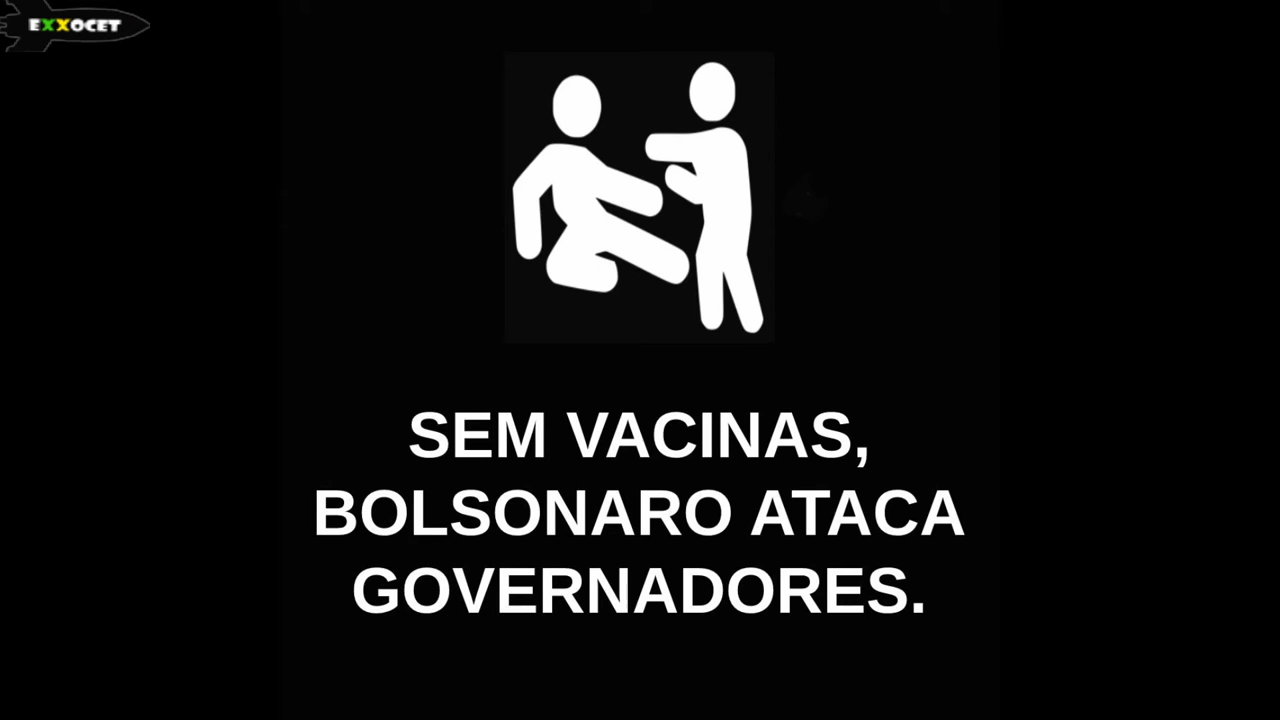 EXXOCET
SEM VACINAS,
BOLSONARO ATACA
GOVERNADORES.